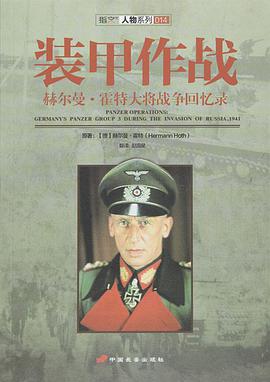 指文 人物系列 014
装甲作战
赫尔曼·霍特大将战争回忆录
原著：【德】赫尔曼·霍特（Hermann Hoth）
PANZER OPERATIONS:
GERMANY'S PANZER GROUP 3 DURING THE INVASION OF RUSSIA,1941
中国长安出版社